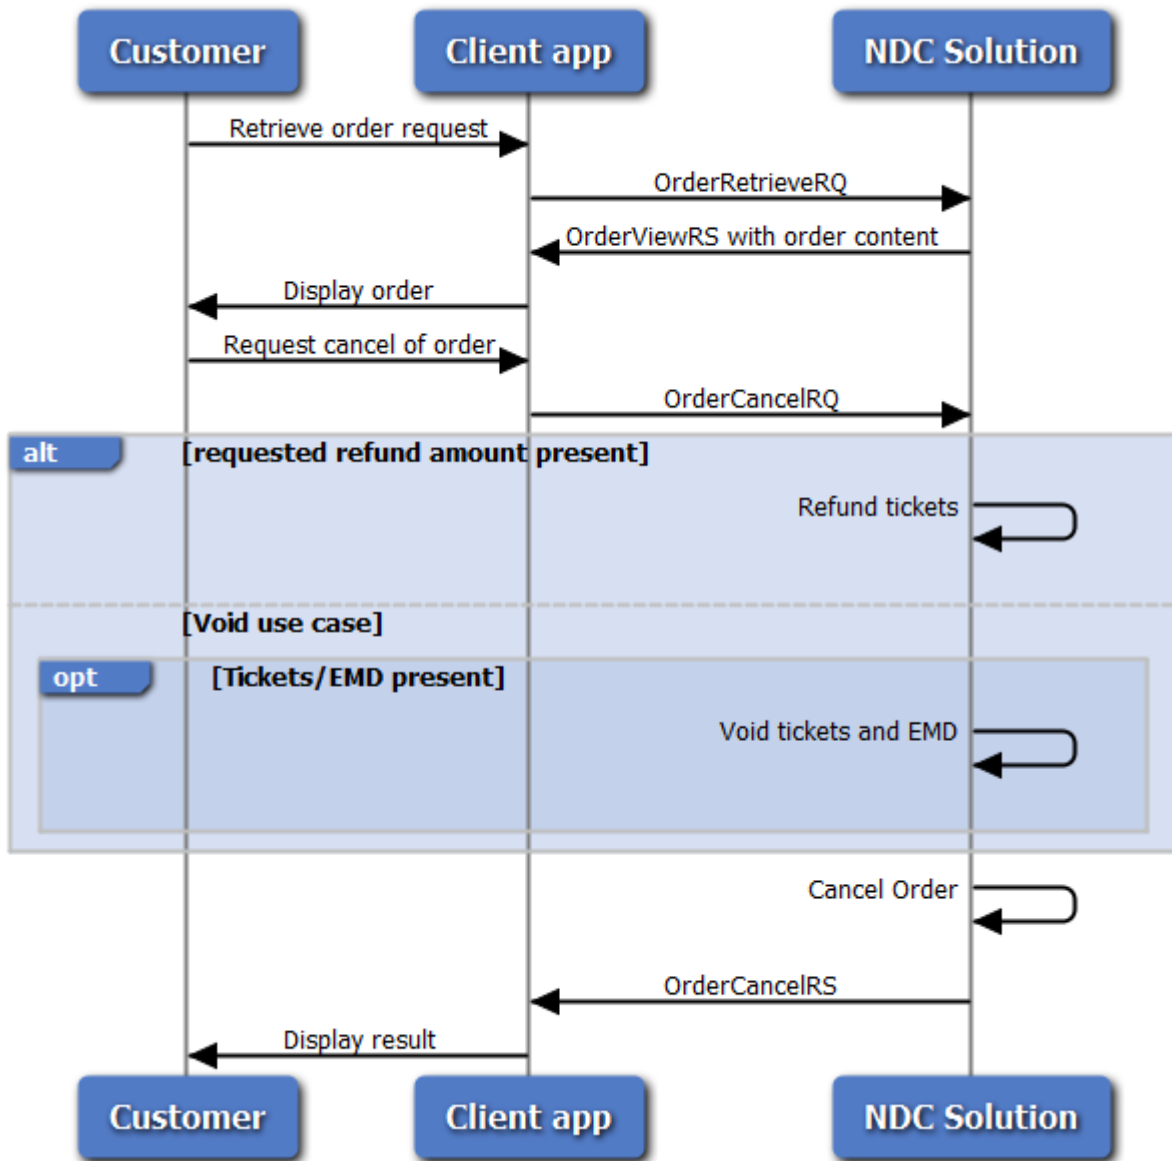 Customer
Client app
NDC Solution
Retrieve order request
OrderRetrieveRQ
OrderViewRS with order content
Display order
Request cancel of order
OrderCancelRQ
alt
[requested refund amount present]
Refund tickets
[Void use case]
opt
[Tickets/EMD present]
Void tickets and EMD
Cancel Order
OrderCancelRS
Display result
Customer
Client app
NDC Solution